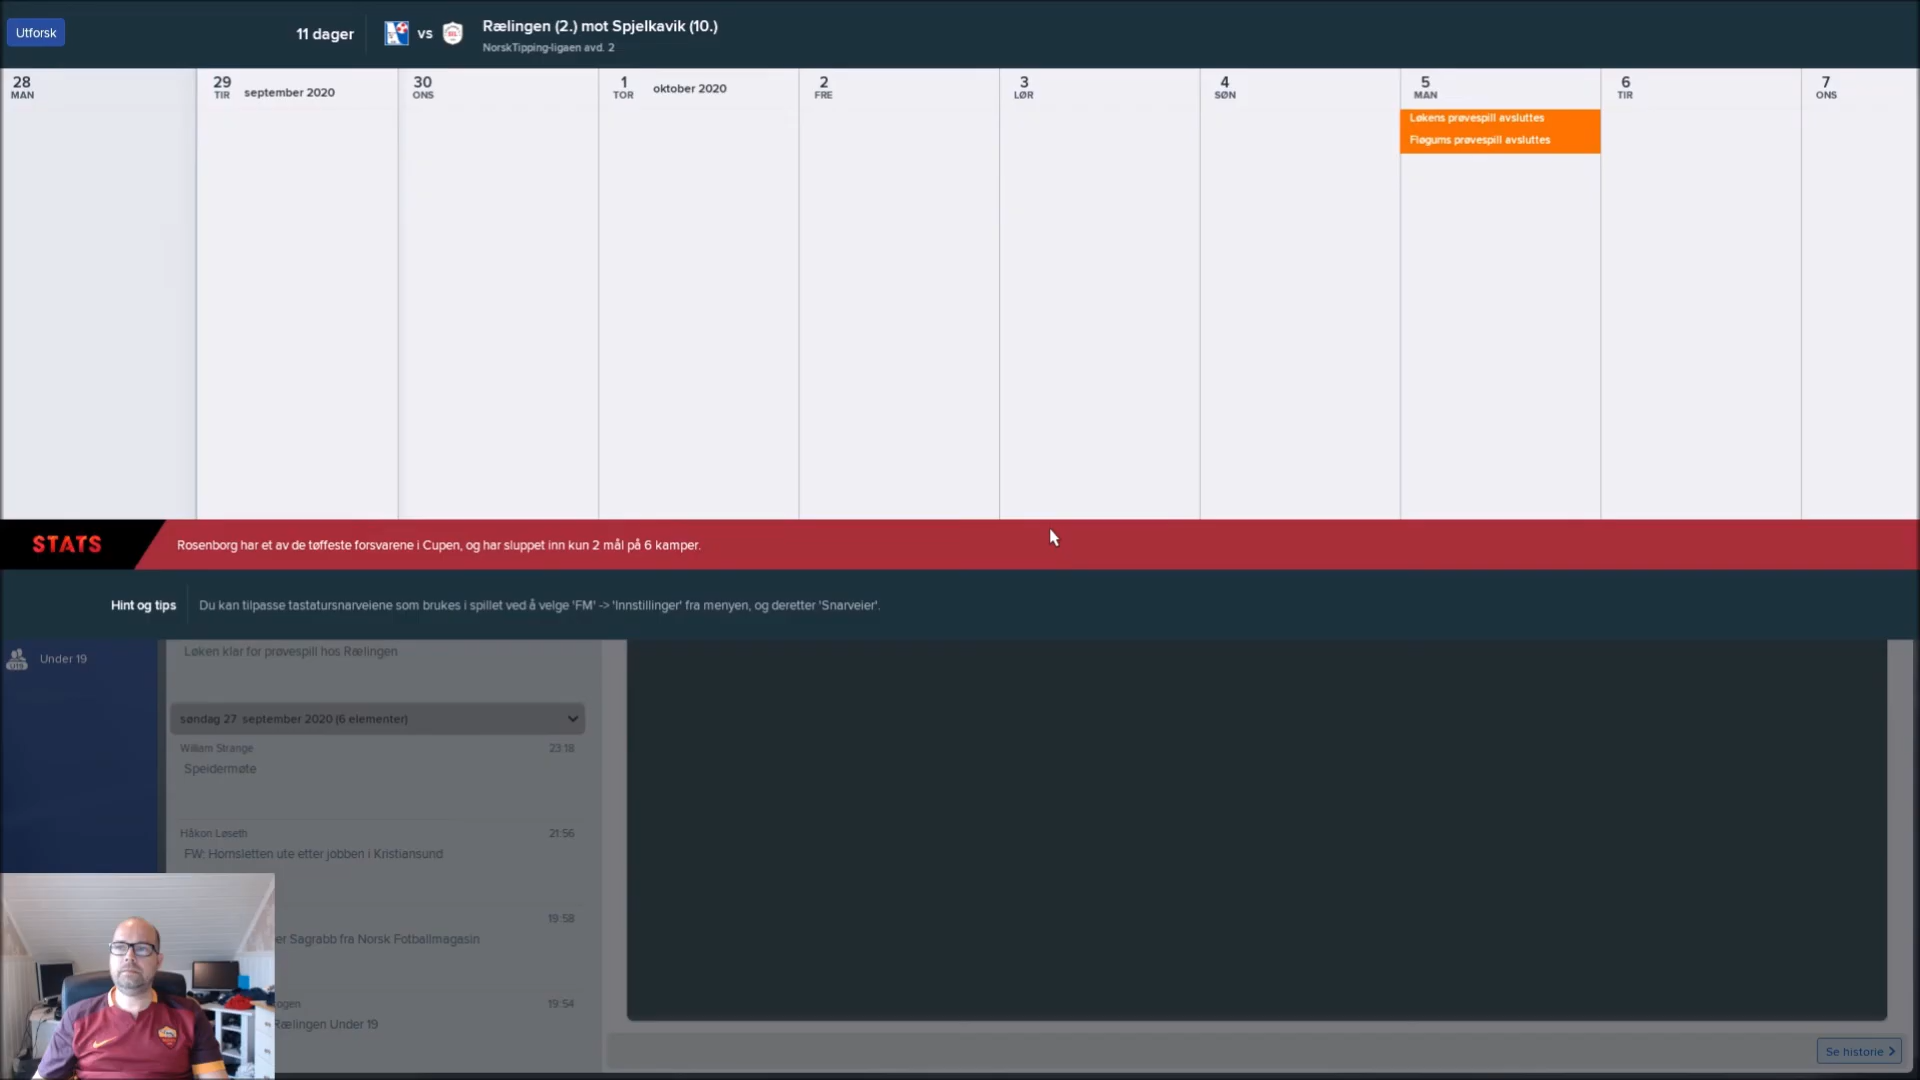 Utforsk
11 dager
vs
Rælingen (2.) mot Spjelkavik (10.)
NorskTipping-ligaen avd. 2
28 MAN
29 TIR september 2020
30 ONS
1 TOR oktober 2020
2 FRE
3 LØR
4 SØN
5 MAN
6 TIR
7 ONS
Løkens prøvespill avsluttes
Fløgums prøvespill avsluttes
STATS
Rosenborg har et av de tøffeste forsvarene i Cupen, og har sluppet inn kun 2 mål på 6 kamper.
Hint og tips
Du kan tilpasse tastatursnarveiene som brukes i spillet ved å velge 'FM' -> 'Innstillinger' fra menyen, og deretter 'Snarveier'.
Under 19
Løken klar for prøvespill hos Rælingen
søndag 27 september 2020 (6 elementer)
William Strange 23:18
Speidermøte
Håkon Løseth 21:56
FW: Hornsletten ute etter jobben i Kristiansund
19:58
er Sagrabb fra Norsk Fotballmagasin
ogen 19:54
Rælingen Under 19
Se historie